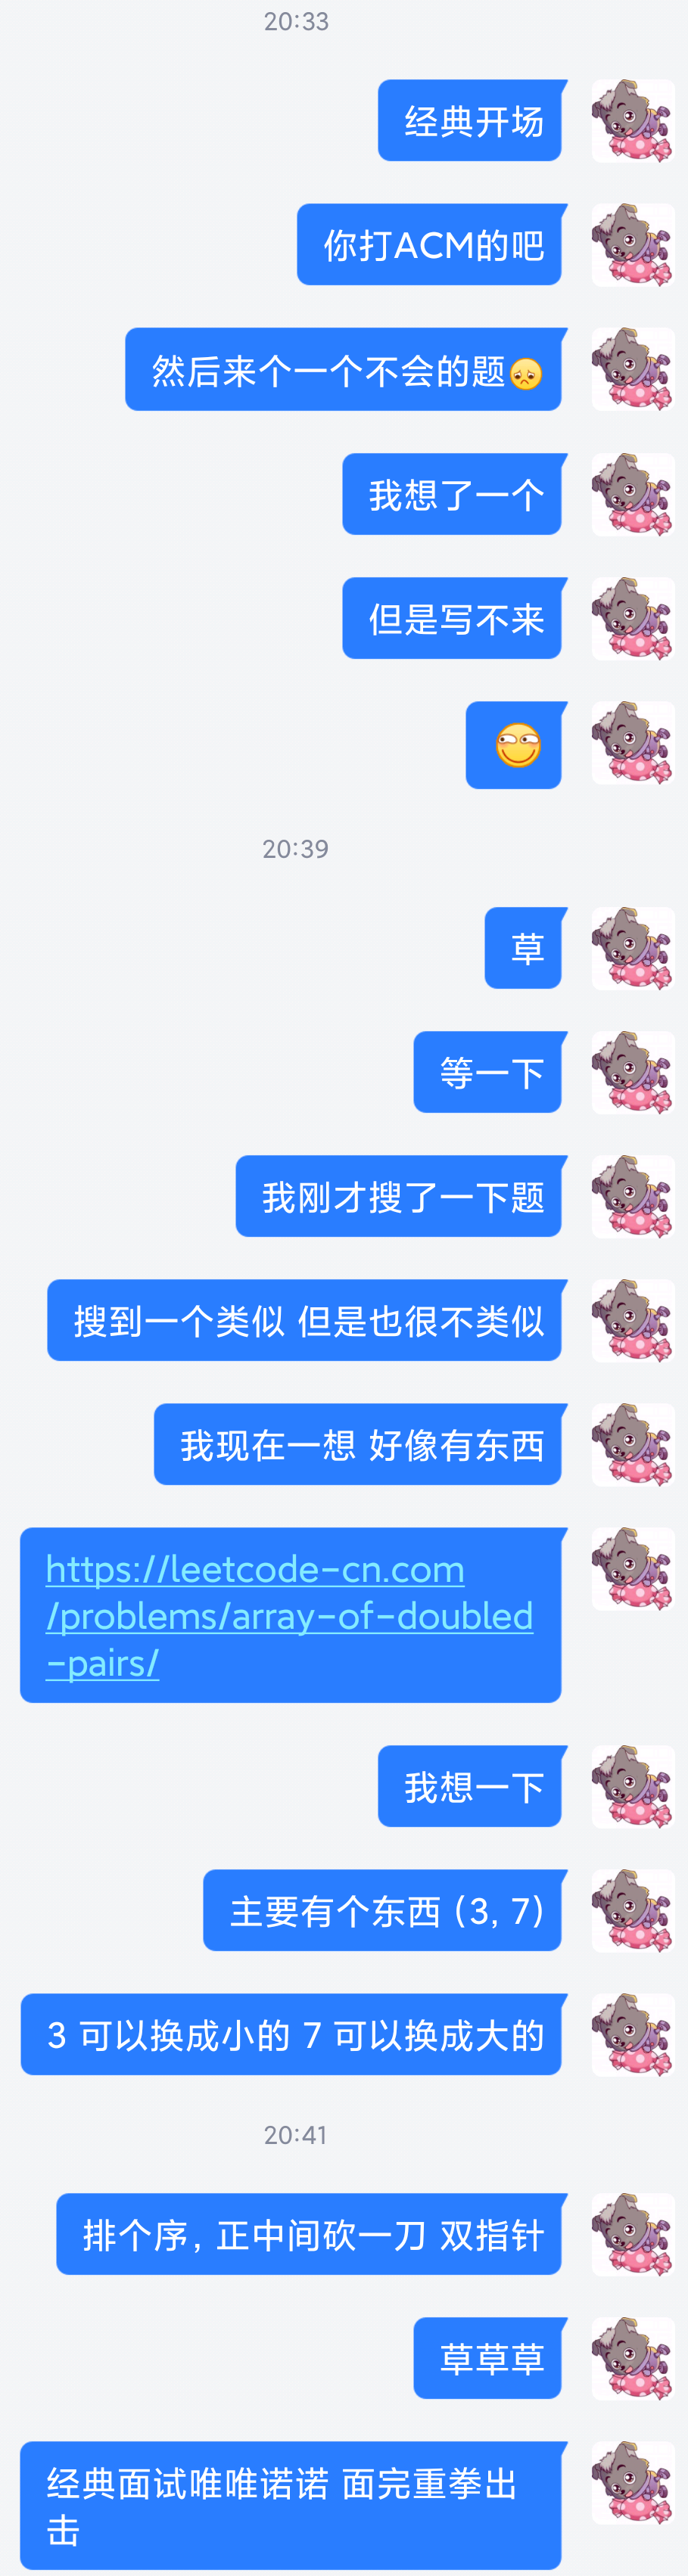 20:33
经典开场
你打ACM的吧
然后来个一个不会的题😞
我想了一个
但是写不来
20:39
草
等一下
我刚才搜了一下题
搜到一个类似 但是也很不类似
我现在一想 好像有东西
https://leetcode-cn.com
/problems/array-of-doubled
-pairs/
我想一下
主要有个东西 (3, 7)
3 可以换成小的 7 可以换成大的
20:41
排个序, 正中间砍一刀 双指针
草草草
经典面试唯唯诺诺 面完重拳出
击